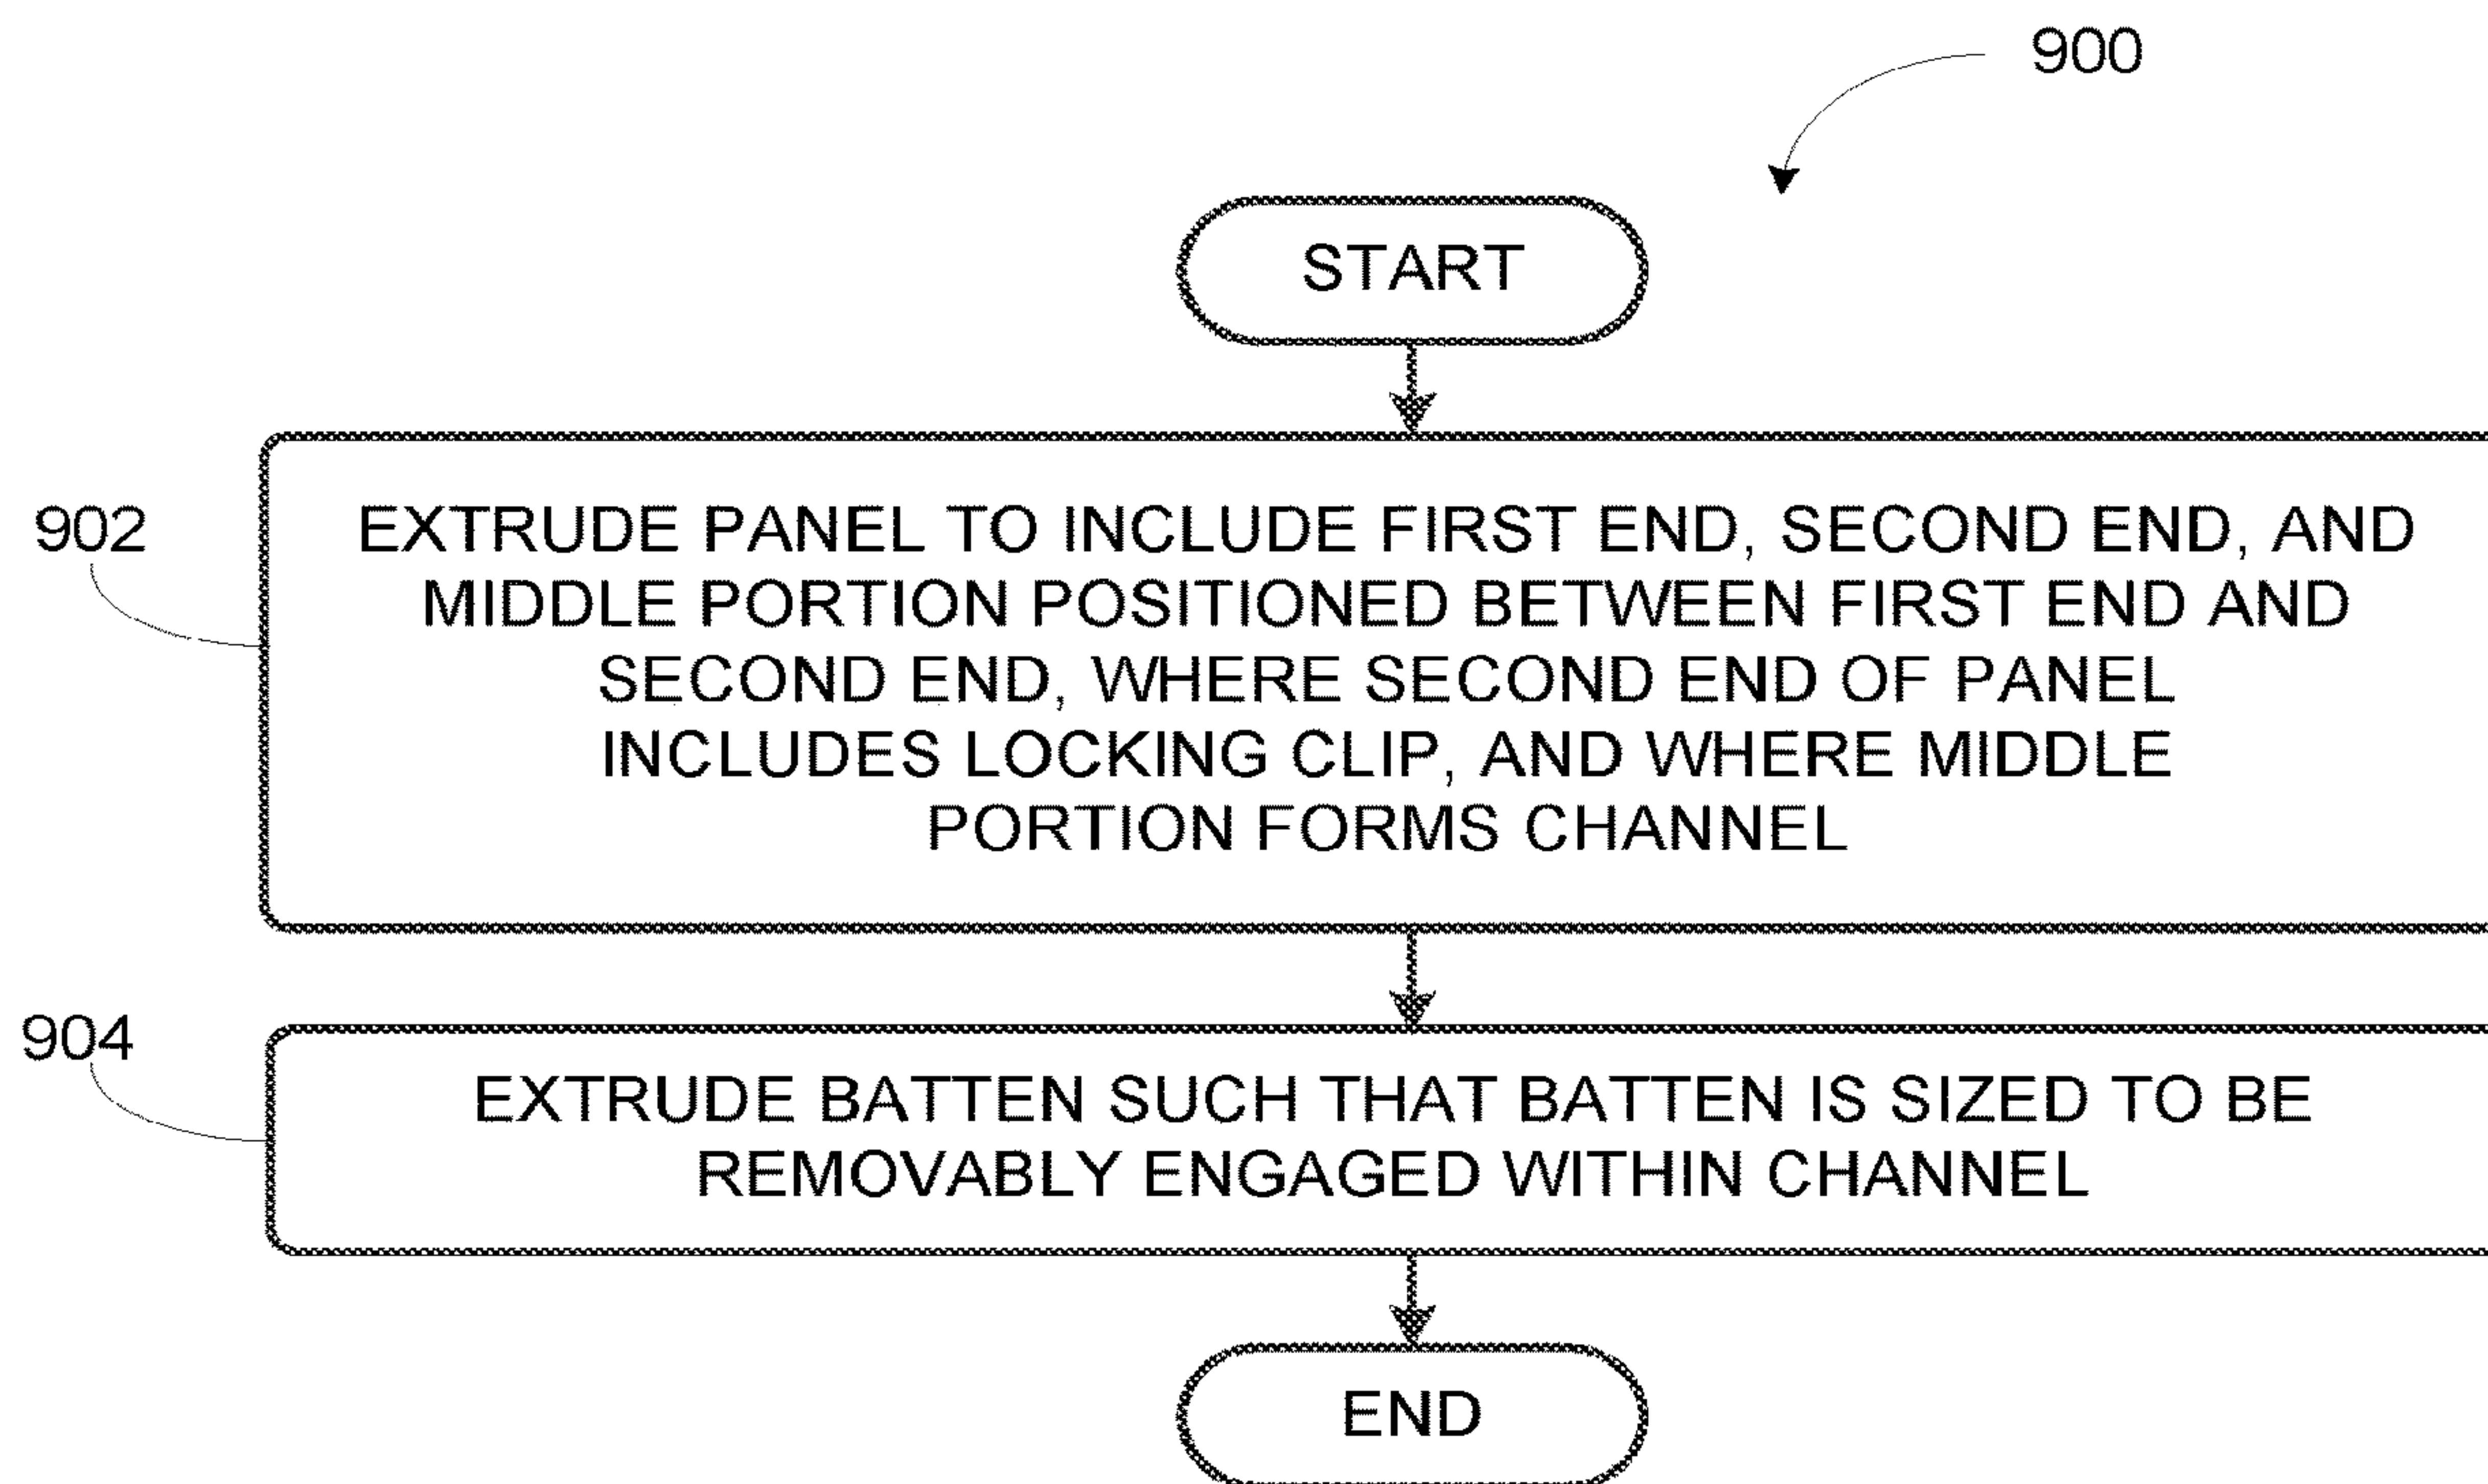 900
START
902
EXTRUDE PANEL TO INCLUDE FIRST END, SECOND END, AND
MIDDLE PORTION POSITIONED BETWEEN FIRST END AND
SECOND END, WHERE SECOND END OF PANEL
INCLUDES LOCKING CLIP, AND WHERE MIDDLE
PORTION FORMS CHANNEL
904
EXTRUDE BATTEN SUCH THAT BATTEN IS SIZED TO BE
REMOVABLY ENGAGED WITHIN CHANNEL
END